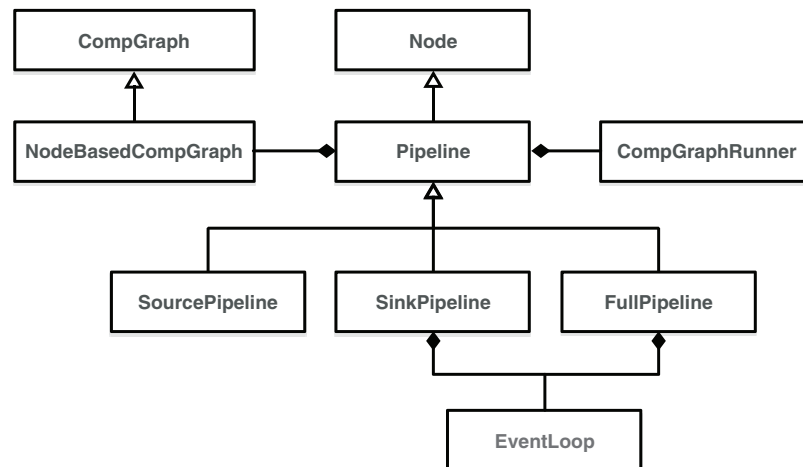 CompGraph
Node
NodeBasedCompGraph
Pipeline
CompGraphRunner
SourcePipeline
SinkPipeline
FullPipeline
EventLoop